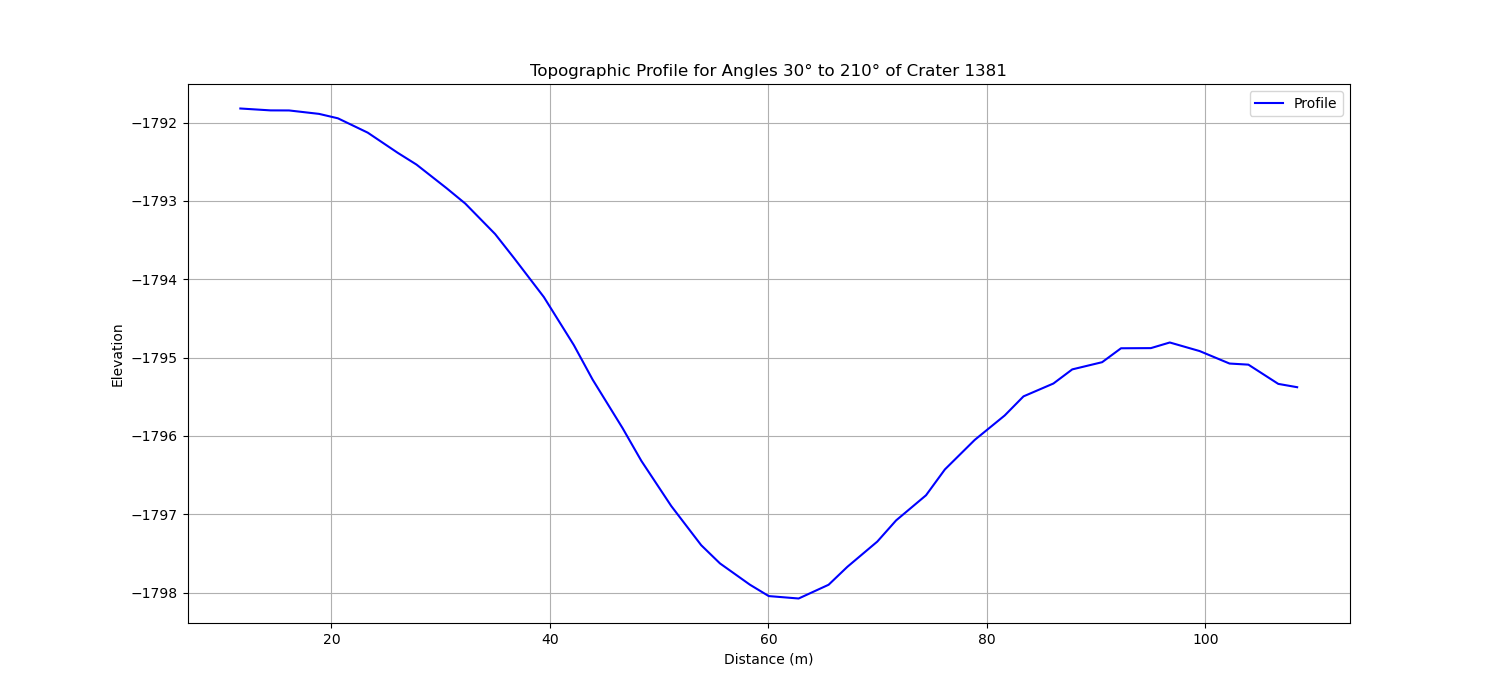 Topographic Profile for Angles 30° to 210° of Crater 1381
Profile
−1792
−1793
−1794
−1795
−1796
−1797
−1798
Elevation
20 40 60 80 100
Distance (m)